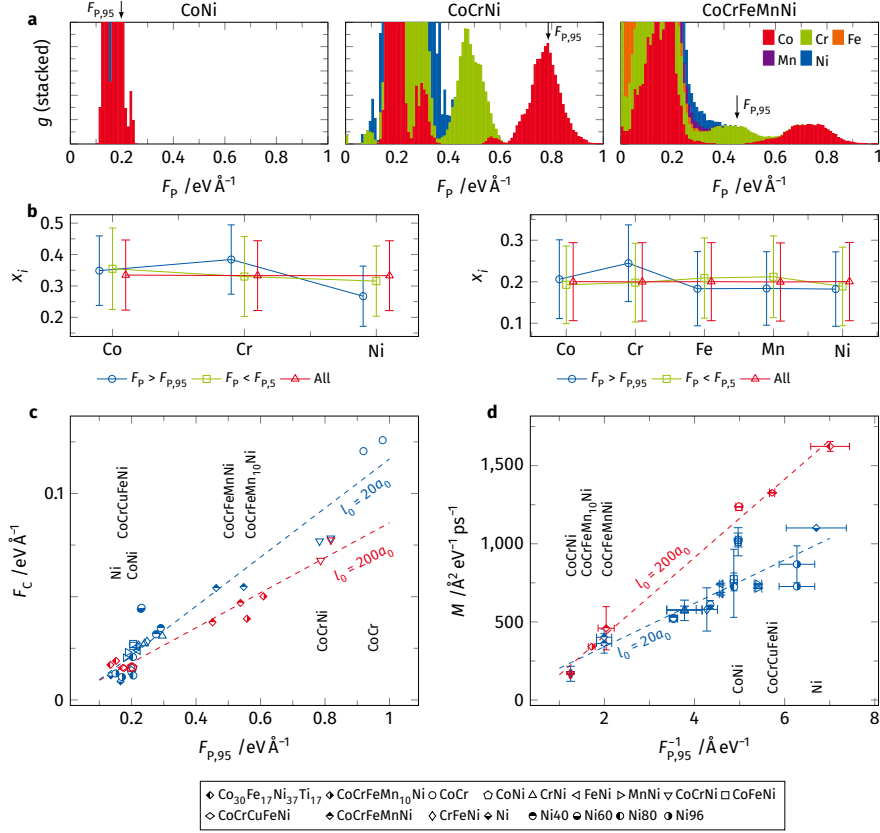 a
CoNi
CoCrNi
CoCrFeMnNi
F_P,95
F_P,95
F_P,95
Co Cr Fe
Mn Ni
g (stacked)
0 0.2 0.4 0.6 0.8 1
0 0.2 0.4 0.6 0.8 1
0 0.2 0.4 0.6 0.8 1
F_P /eV Å⁻¹
F_P /eV Å⁻¹
F_P /eV Å⁻¹
b
x_i
0.5
0.4
0.3
0.2
Co Cr Ni
F_P > F_P,95 F_P < F_P,5 All
x_i
0.3
0.2
0.1
Co Cr Fe Mn Ni
F_P > F_P,95 F_P < F_P,5 All
c
F_C /eV Å⁻¹
0.1
0
CoCrCuFeNi
Ni
CoNi
CoCrFeMnNi
CoCrFeMn₁₀Ni
CoCrNi
CoCr
l₀ = 20a₀
l₀ = 200a₀
0 0.2 0.4 0.6 0.8 1
F_P,95 /eV Å⁻¹
d
M /Å² eV⁻¹ ps⁻¹
1,500
1,000
500
0
CoCrNi
CoCrFeMn₁₀Ni
CoCrFeMnNi
l₀ = 200a₀
l₀ = 20a₀
CoNi
CoCrCuFeNi
Ni
0 2 4 6 8
F⁻¹_P,95 /Å eV⁻¹
Co₃₀Fe₁₇Ni₃₇Ti₁₇ CoCrFeMn₁₀Ni CoCr CoNi CrNi FeNi MnNi CoCrNi CoFeNi
CoCrCuFeNi CoCrFeMnNi CrFeNi Ni Ni40 Ni60 Ni80 Ni96